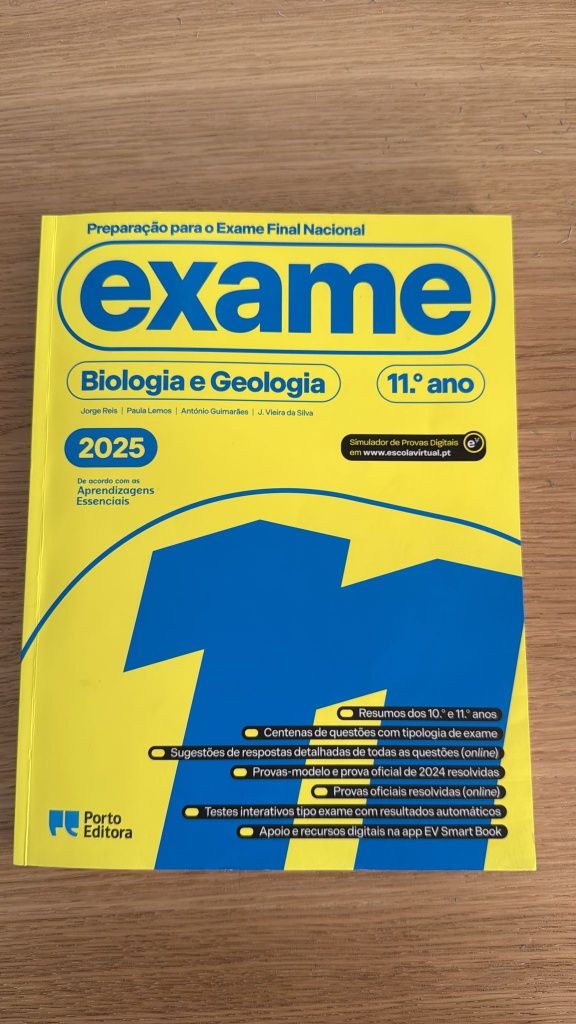 Preparação para o Exame Final Nacional
exame
Biologia e Geologia
11.º ano
Jorge Reis | Paula Lemos | António Guimarães | J. Vieira da Silva
2025
Simulador de Provas Digitais
em www.escolavirtual.pt
e
De acordo com as
Aprendizagens
Essenciais
11
Resumos dos 10.º e 11.º anos
Centenas de questões com tipologia de exame
Sugestões de respostas detalhadas de todas as questões (online)
Provas-modelo e prova oficial de 2024 resolvidas
Provas oficiais resolvidas (online)
Testes interativos tipo exame com resultados automáticos
Apoio e recursos digitais na app EV Smart Book
Porto
Editora